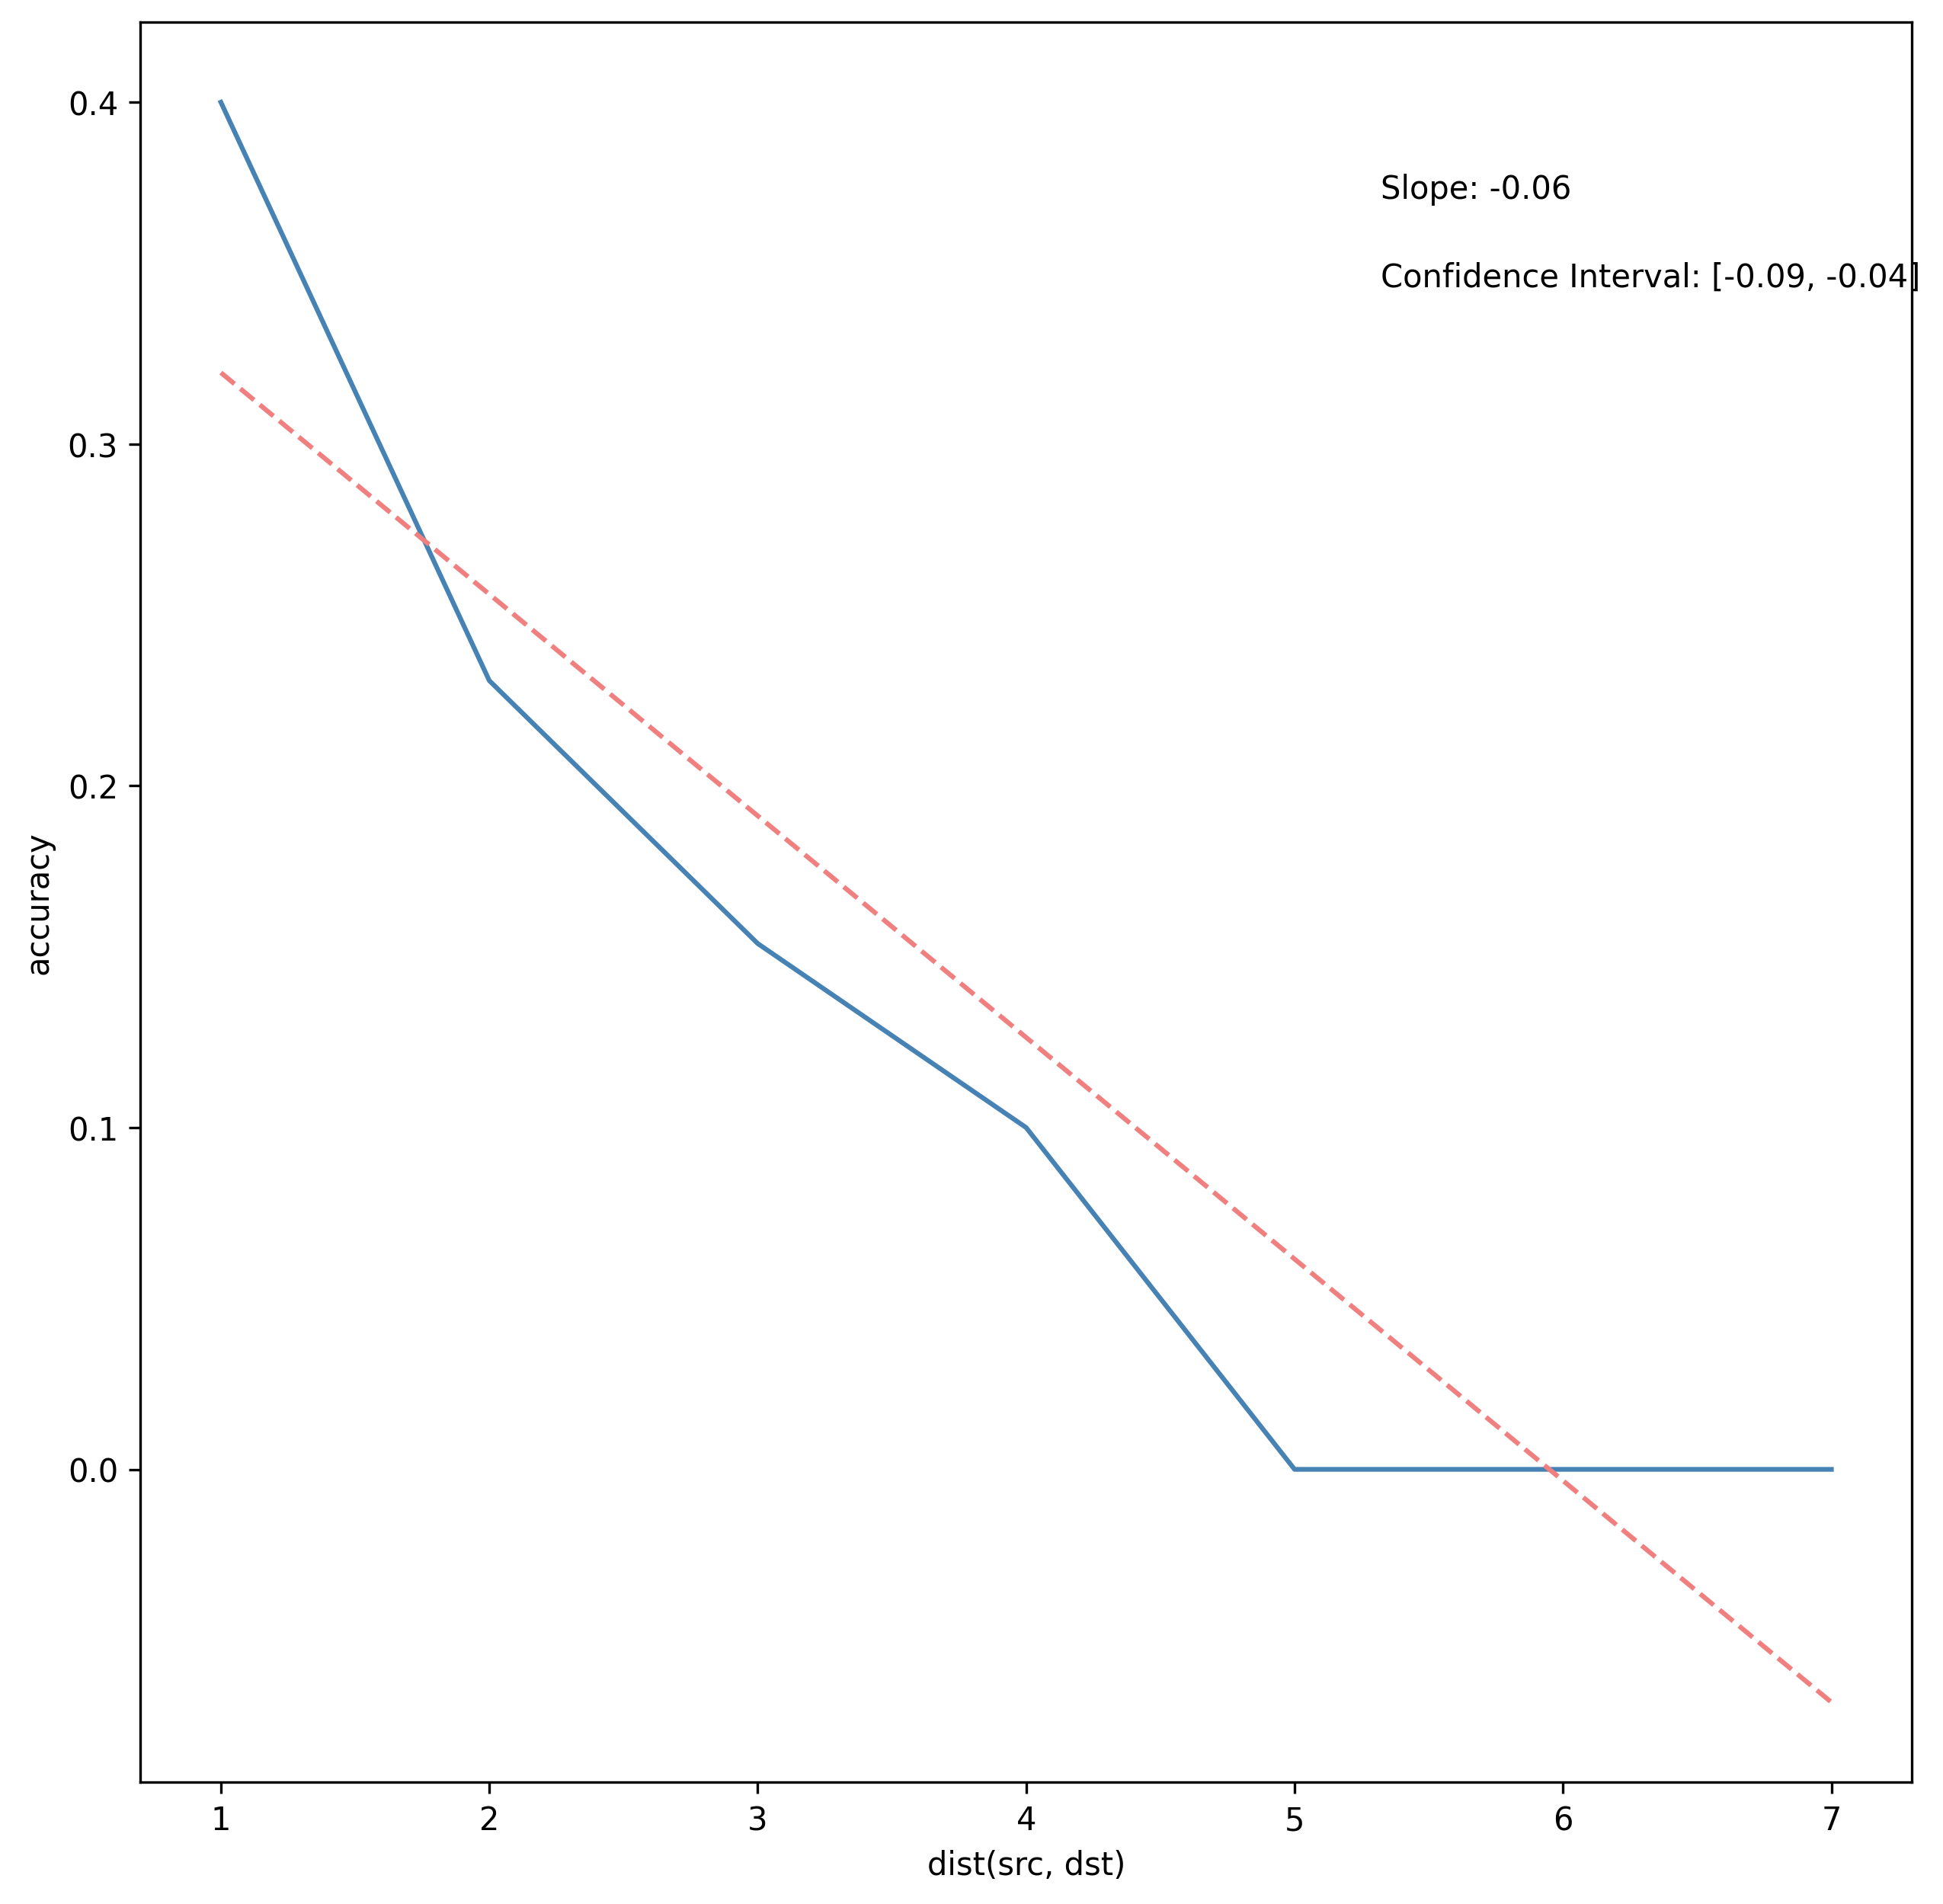 0.4
0.3
0.2
0.1
0.0
accuracy
Slope: -0.06
Confidence Interval: [-0.09, -0.04]
1 2 3 4 5 6 7
dist(src, dst)